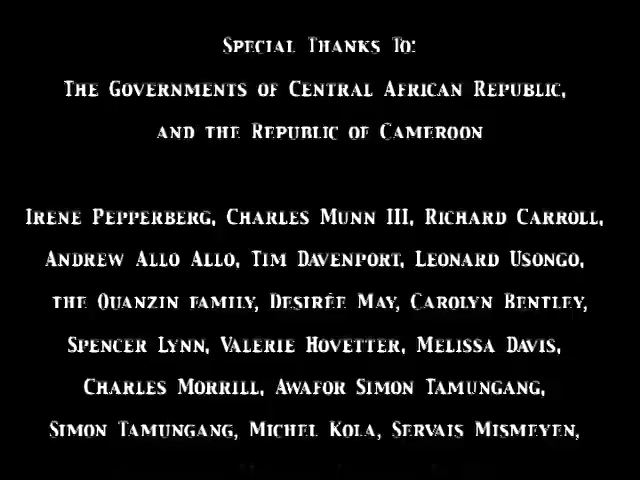 Special Thanks To:
The Governments of Central African Republic,
and the Republic of Cameroon
Irene Pepperberg, Charles Munn III, Richard Carroll,
Andrew Allo Allo, Tim Davenport, Leonard Usongo,
the Quanzin family, Desirée May, Carolyn Bentley,
Spencer Lynn, Valerie Hovetter, Melissa Davis,
Charles Morrill, Awafor Simon Tamungang,
Simon Tamungang, Michel Kola, Servais Mismeyen,